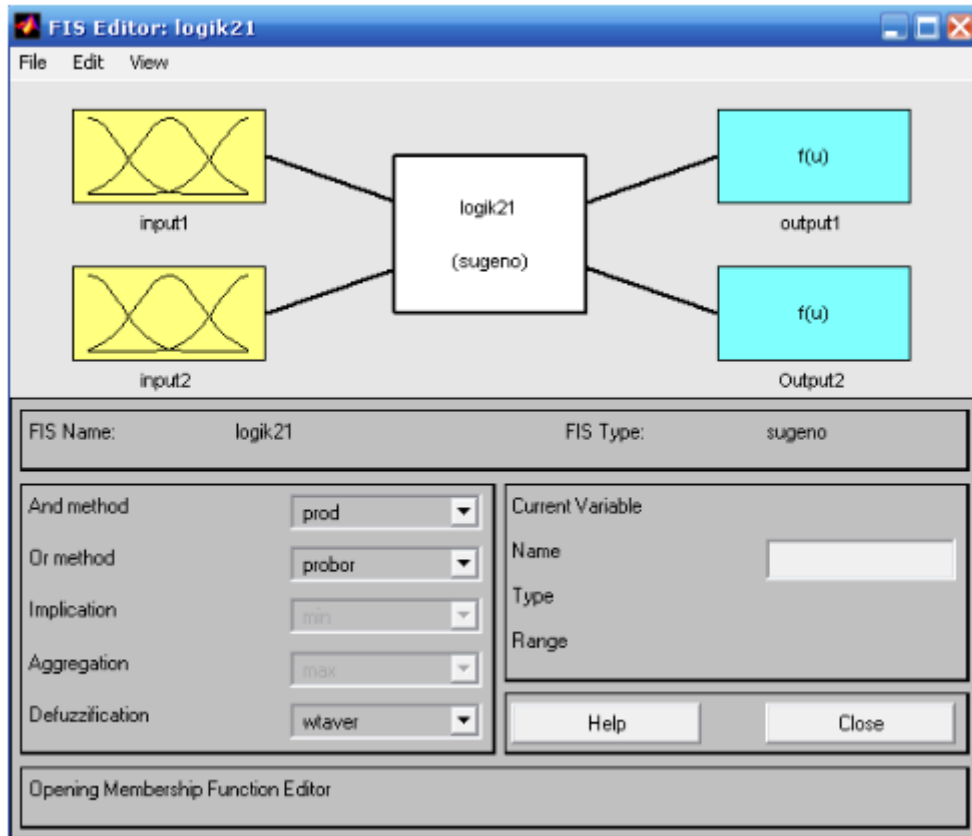 FIS Editor: logik21
File Edit View
f(u)
logik21
input1
output1
(sugeno)
f(u)
input2
Output2
FIS Name: logik21 FIS Type: sugeno
And method prod
Or method probor
Implication min
Aggregation max
Defuzzification wtaver
Current Variable
Name
Type
Range
Help Close
Opening Membership Function Editor